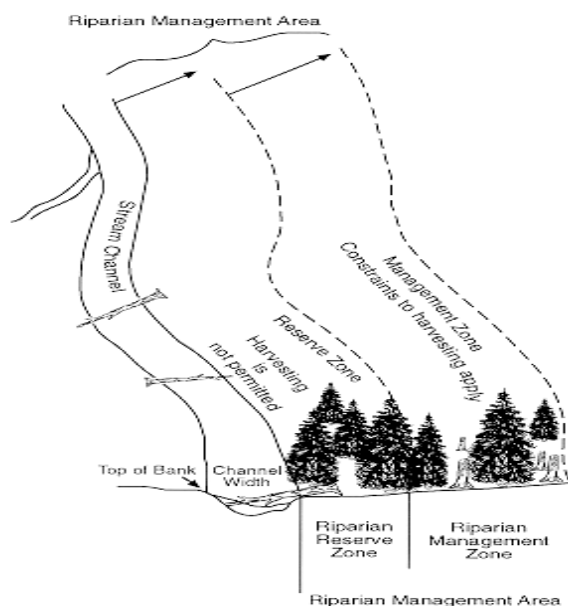 Riparian Management Area
Stream Channel
Management Zone
Constraints to harvesting apply
Reserve Zone
Harvesting
is
not permitted
Top of Bank
Channel
Width
Riparian
Reserve
Zone
Riparian
Management
Zone
Riparian Management Area